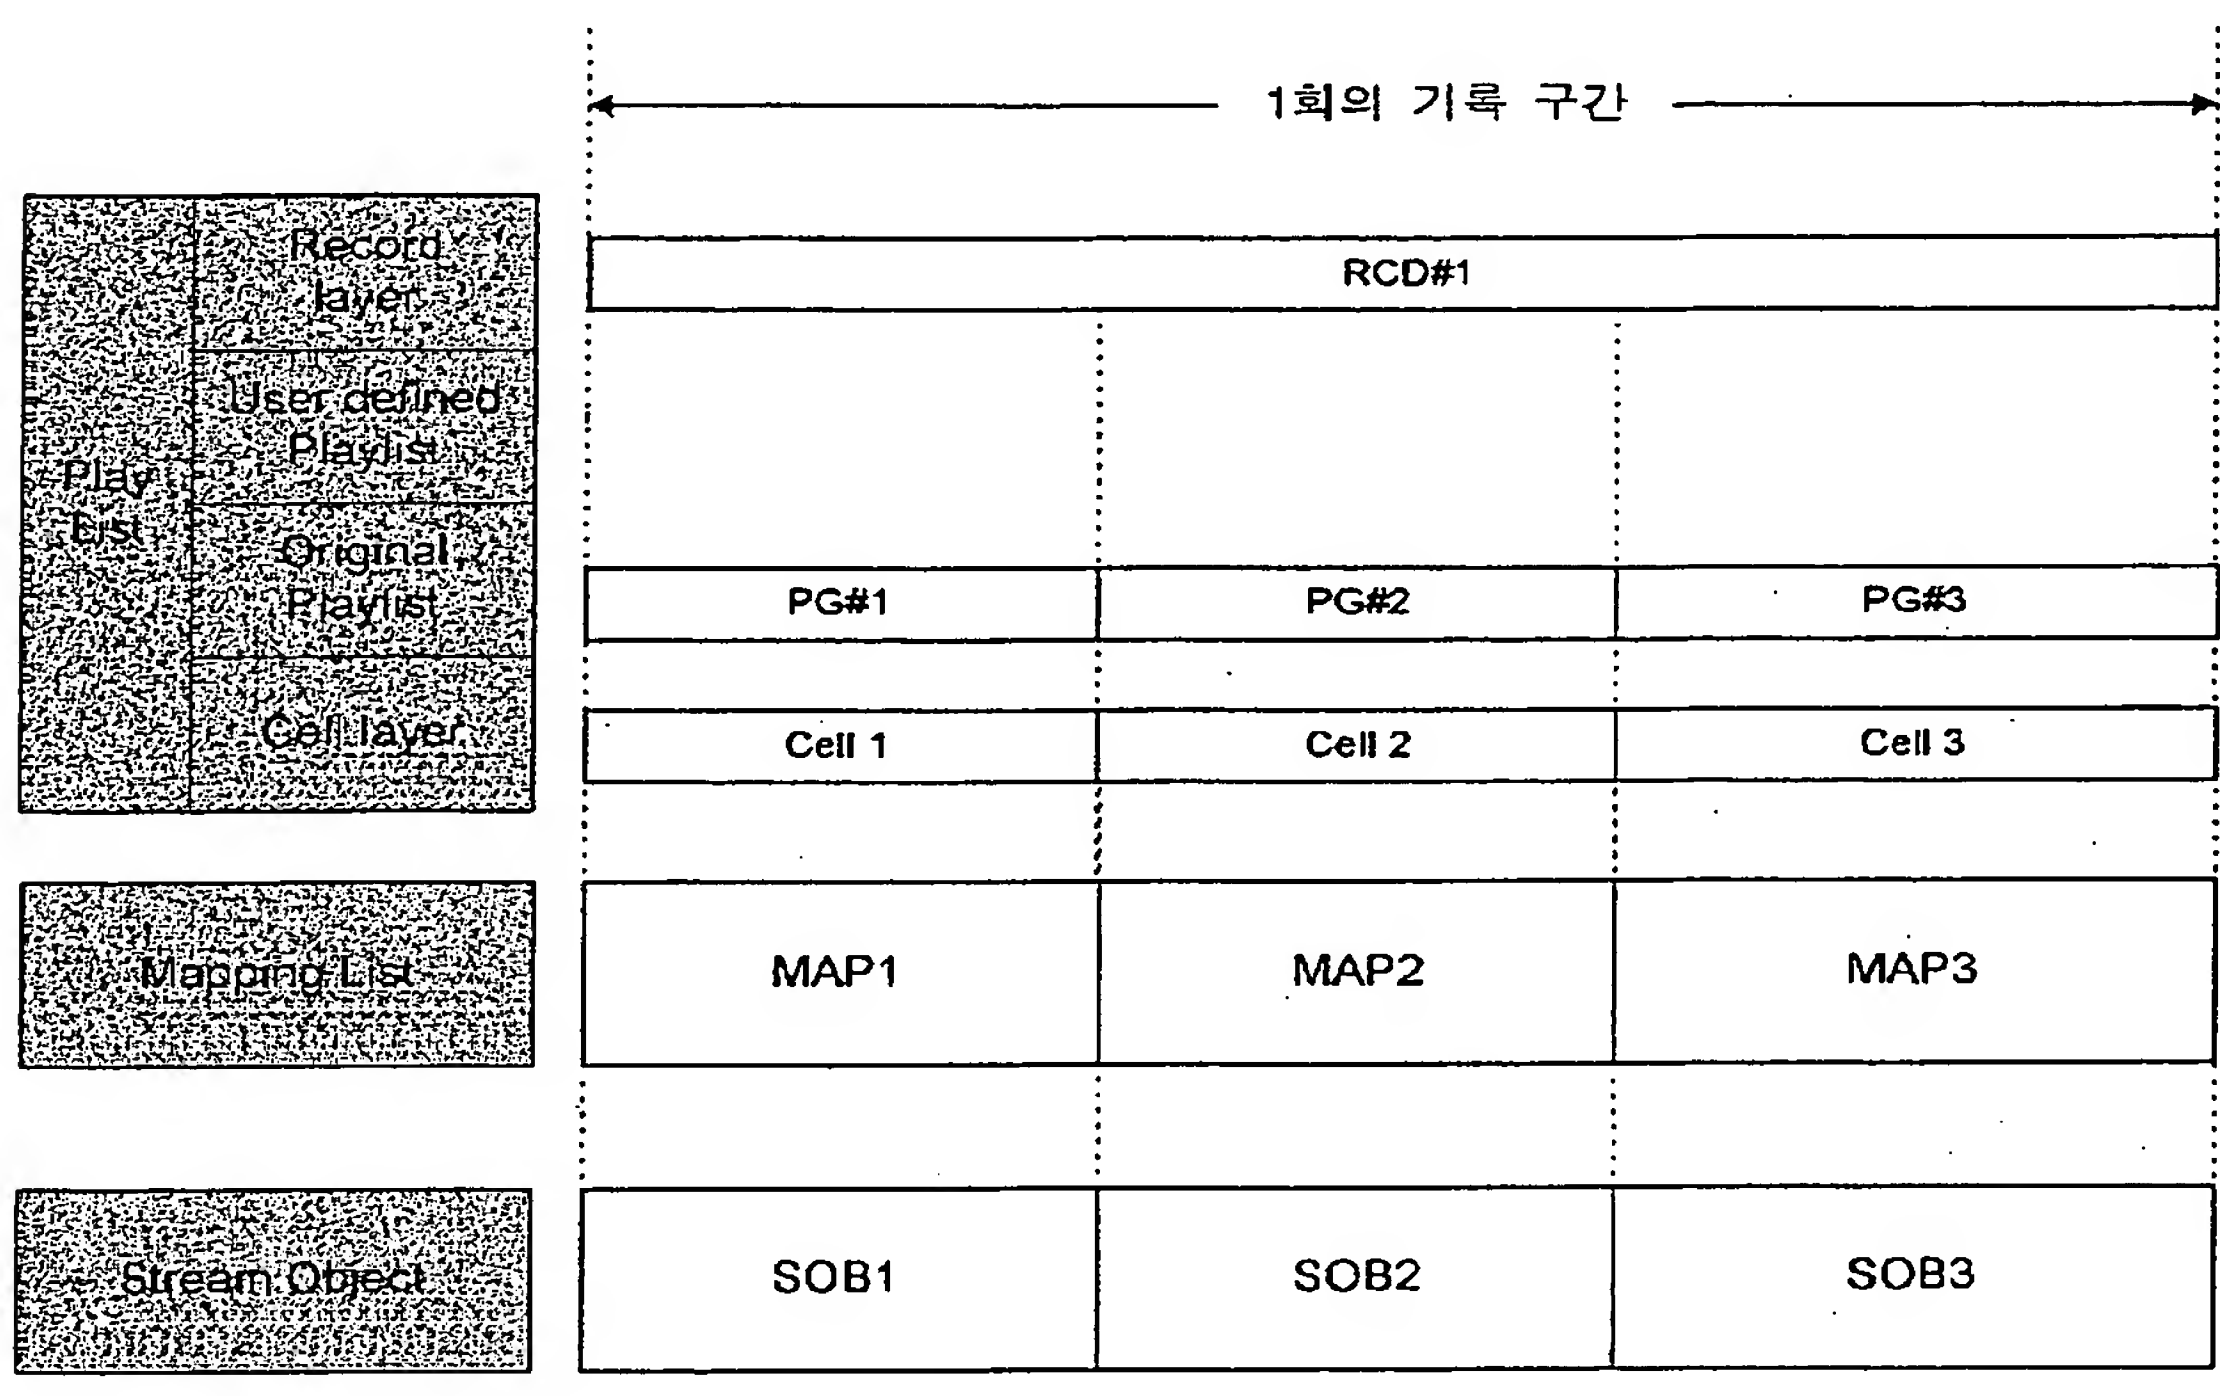 1회의 기록 구간
Record
layer
RCD#1
User defined
Playlist
Play
List
Original
Playlist
PG#1
PG#2
PG#3
Cell layer
Cell 1
Cell 2
Cell 3
Mapping List
MAP1
MAP2
MAP3
Stream Object
SOB1
SOB2
SOB3